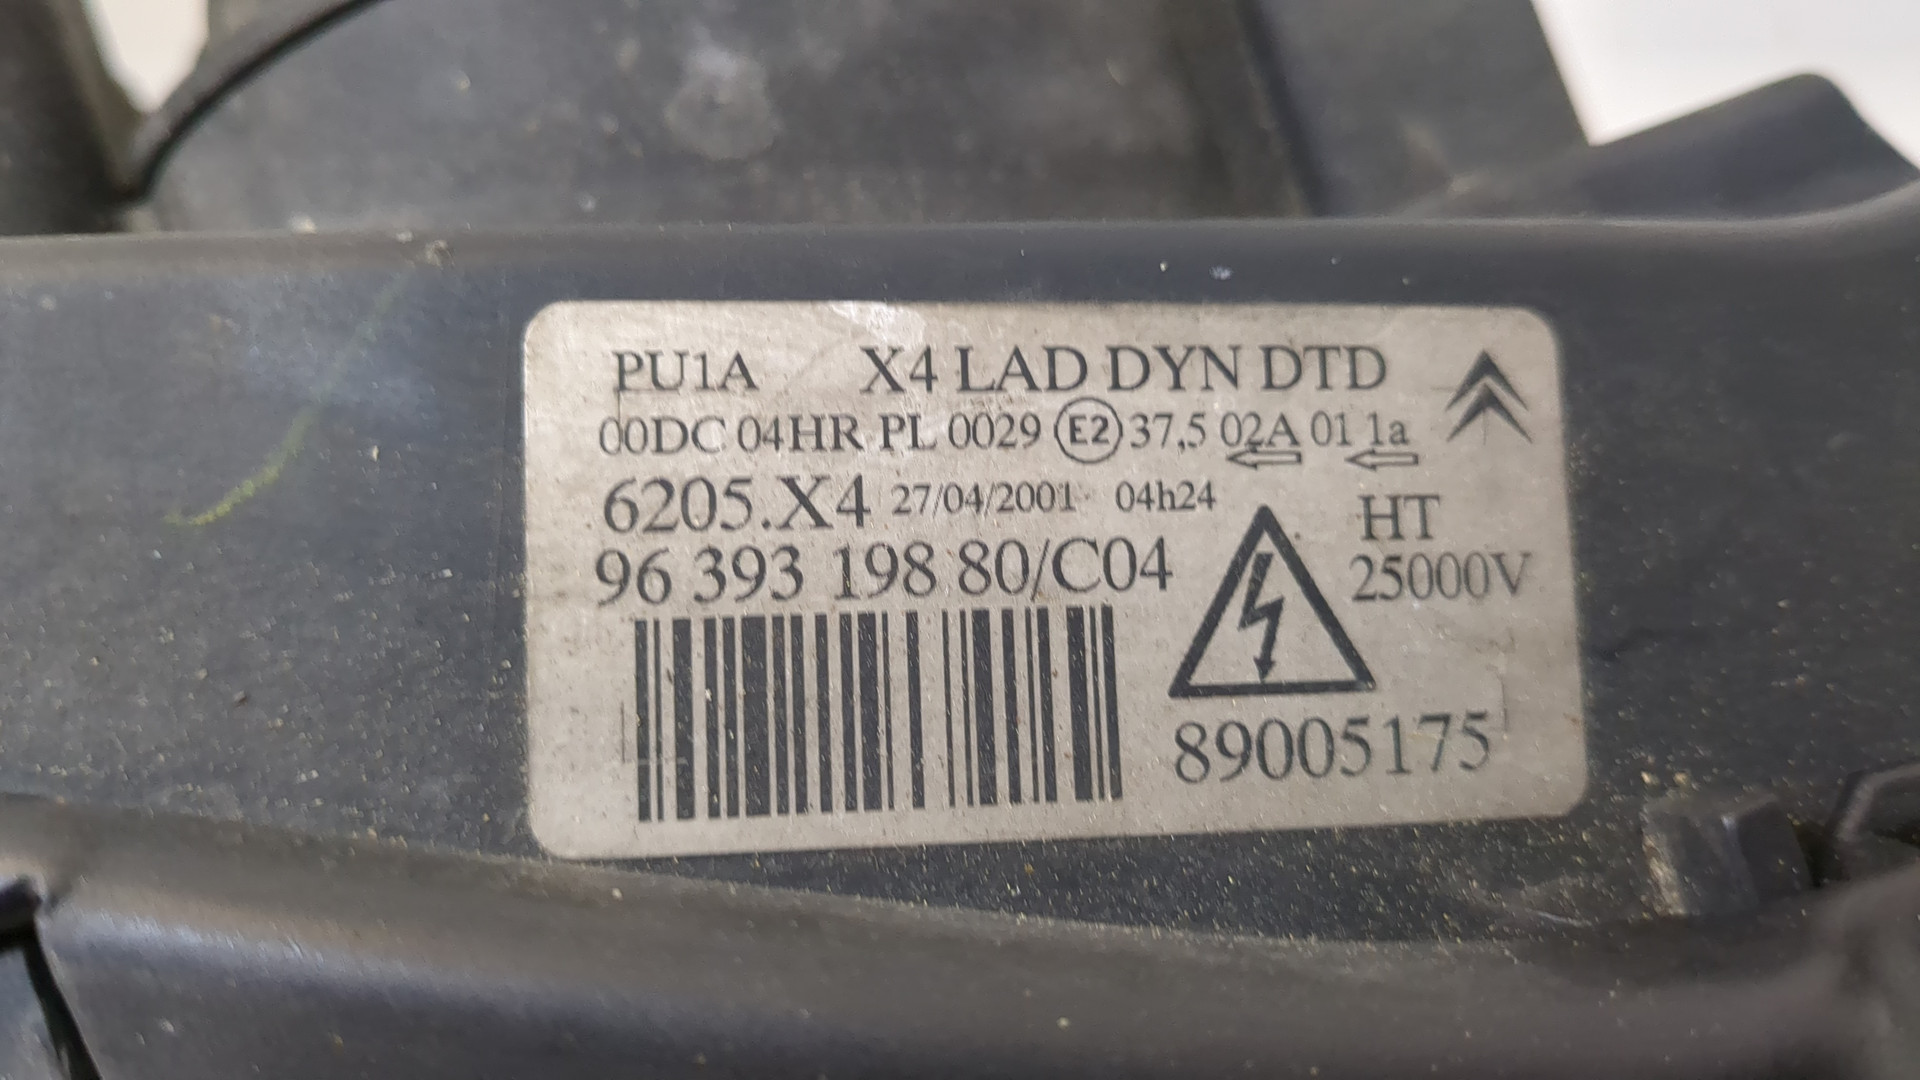 PU1A X4 LAD DYN DTD
00DC 04HR PL 0029 E2 37,5 02A 01 1a
6205.X4 27/04/2001 04h24
HT
96 393 198 80/C04
25000V
89005175